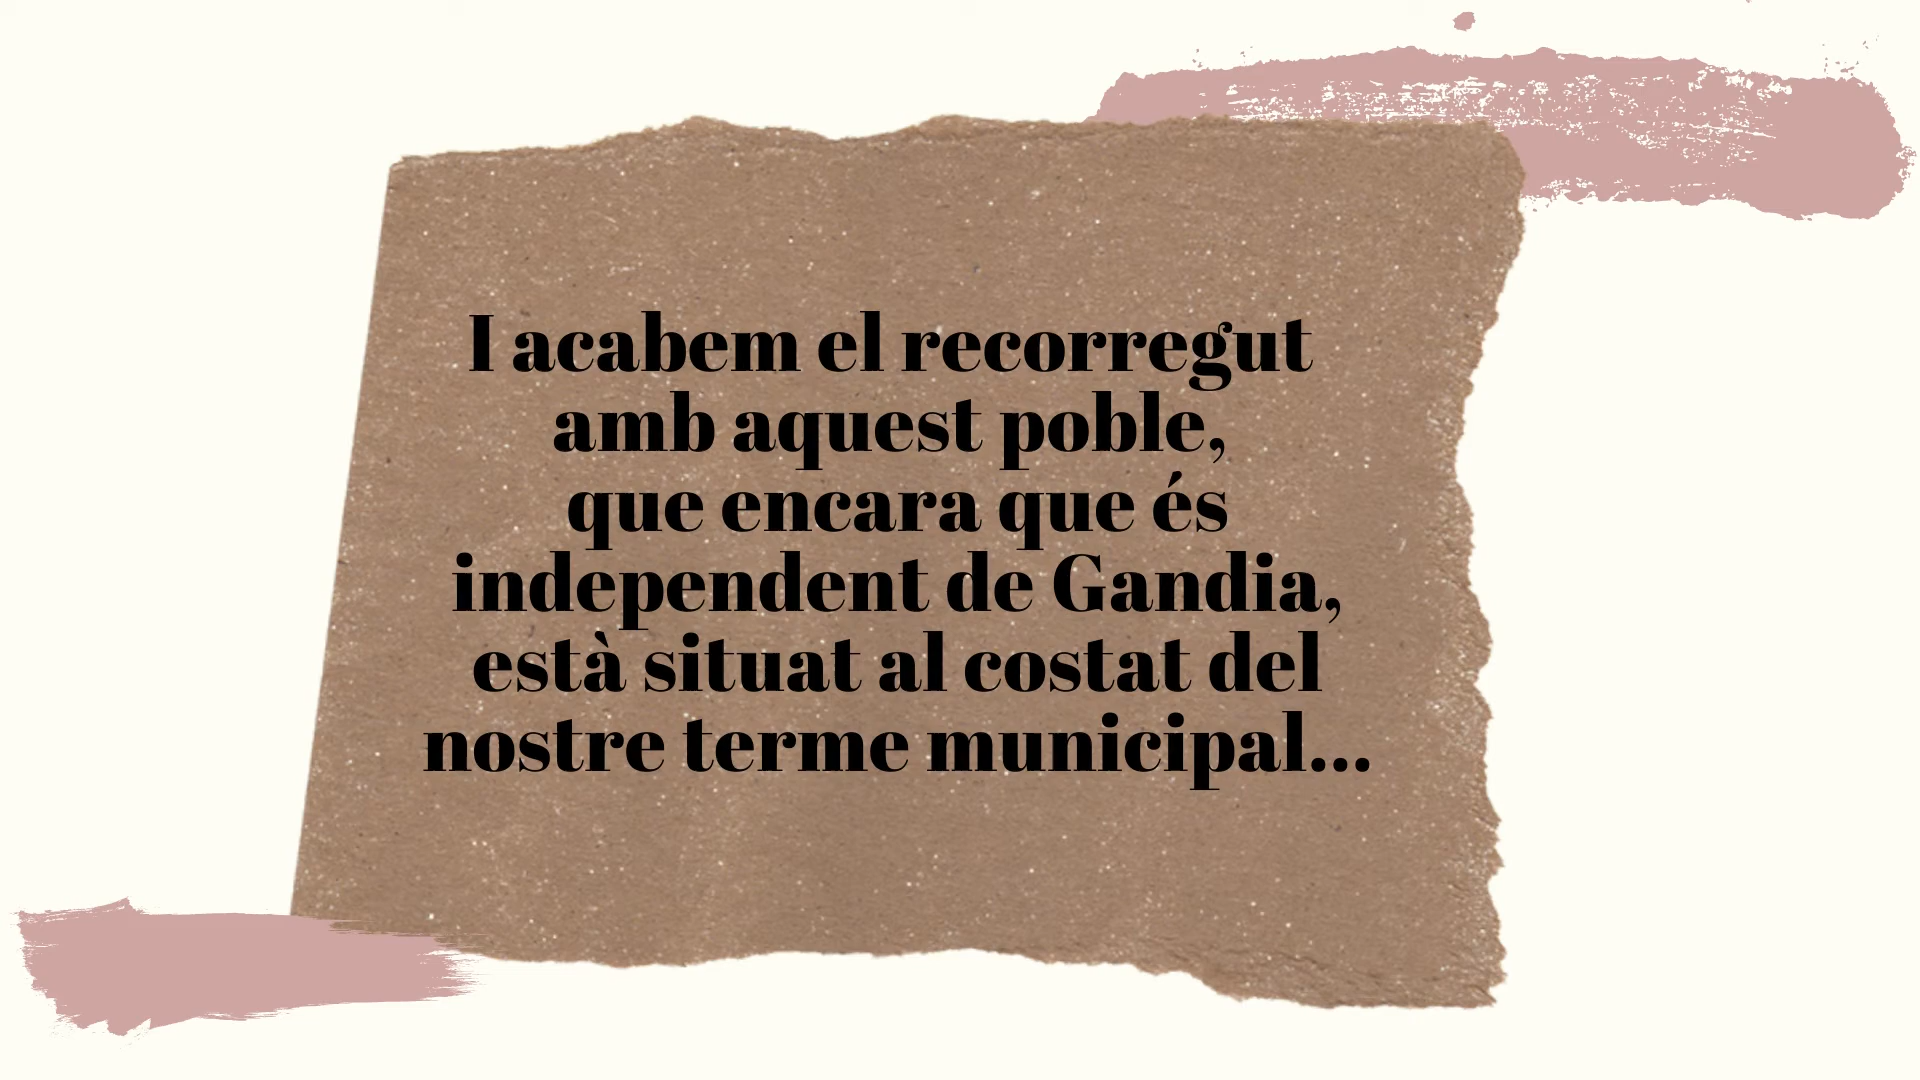 I acabem el recorregut
amb aquest poble,
que encara que és
independent de Gandia,
està situat al costat del
nostre terme municipal...